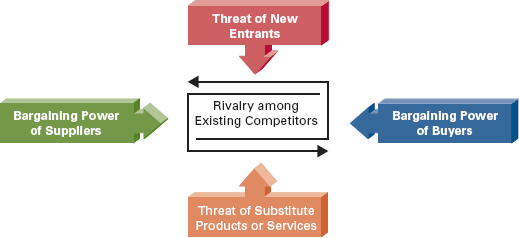 Threat of New
Entrants
Bargaining Power
of Suppliers
Rivalry among
Existing Competitors
Bargaining Power
of Buyers
Threat of Substitute
Products or Services